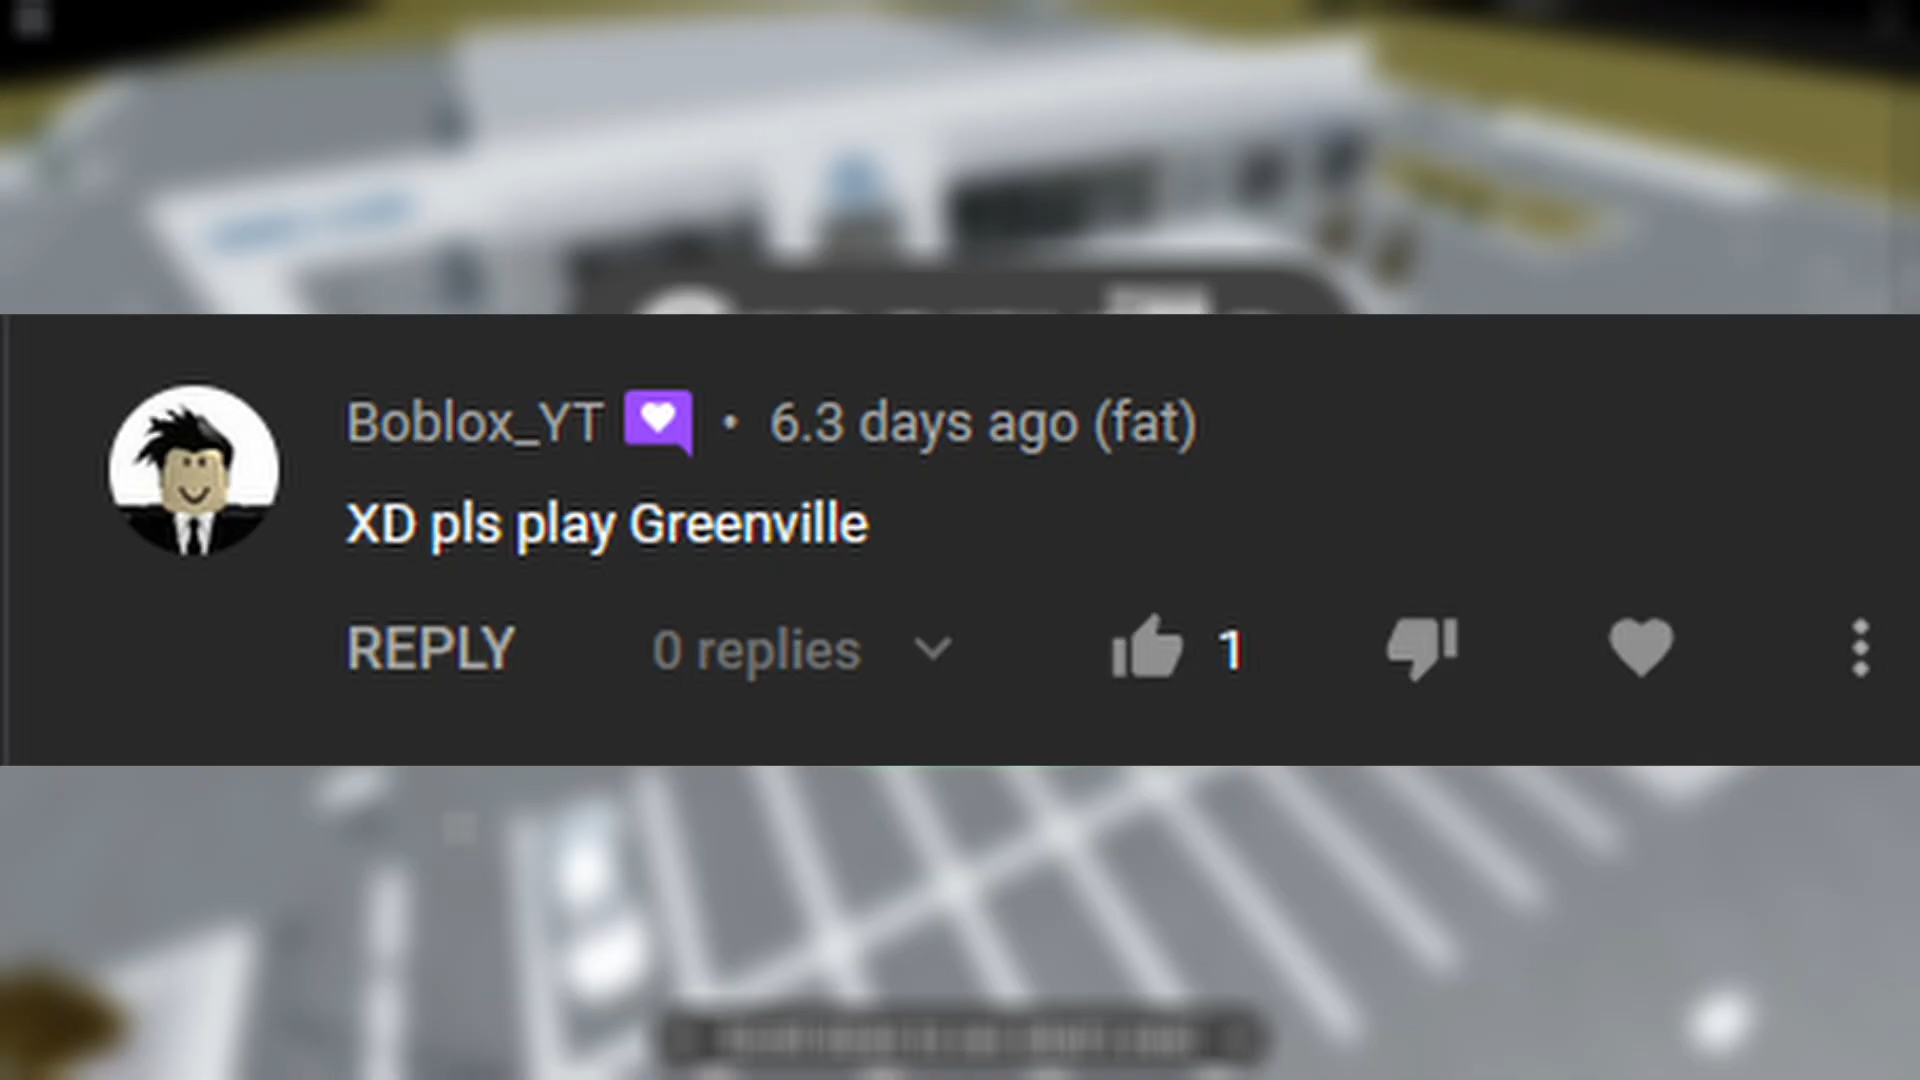 Boblox_YT • 6.3 days ago (fat)
XD pls play Greenville
REPLY 0 replies 1